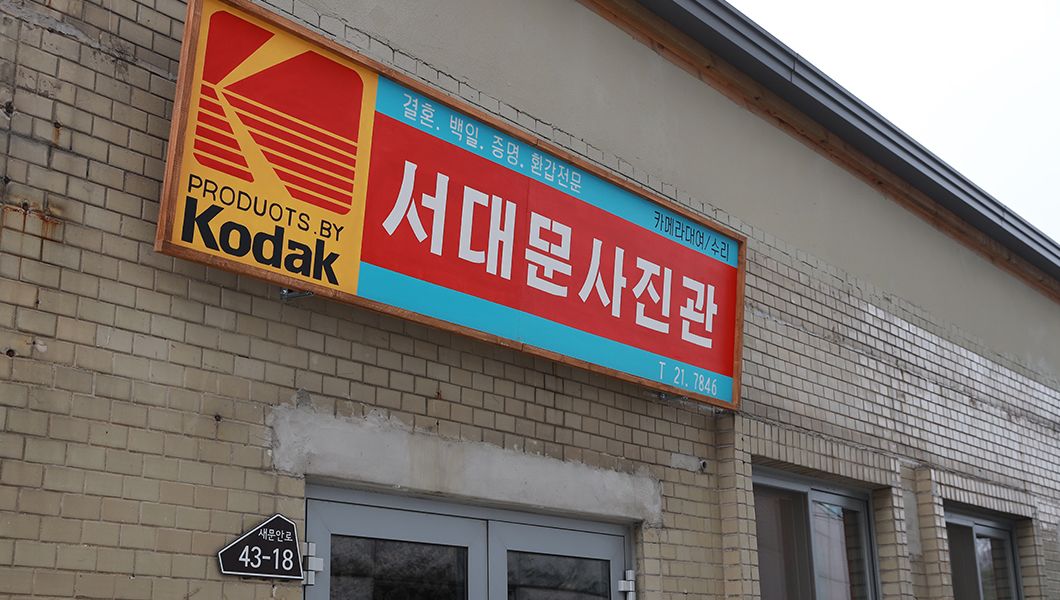 PRODUOTS.BY
Kodak
결혼. 백일. 증명. 환갑전문
카메라대여/수리
서대문사진관
T 21. 7846
새문안로
43-18